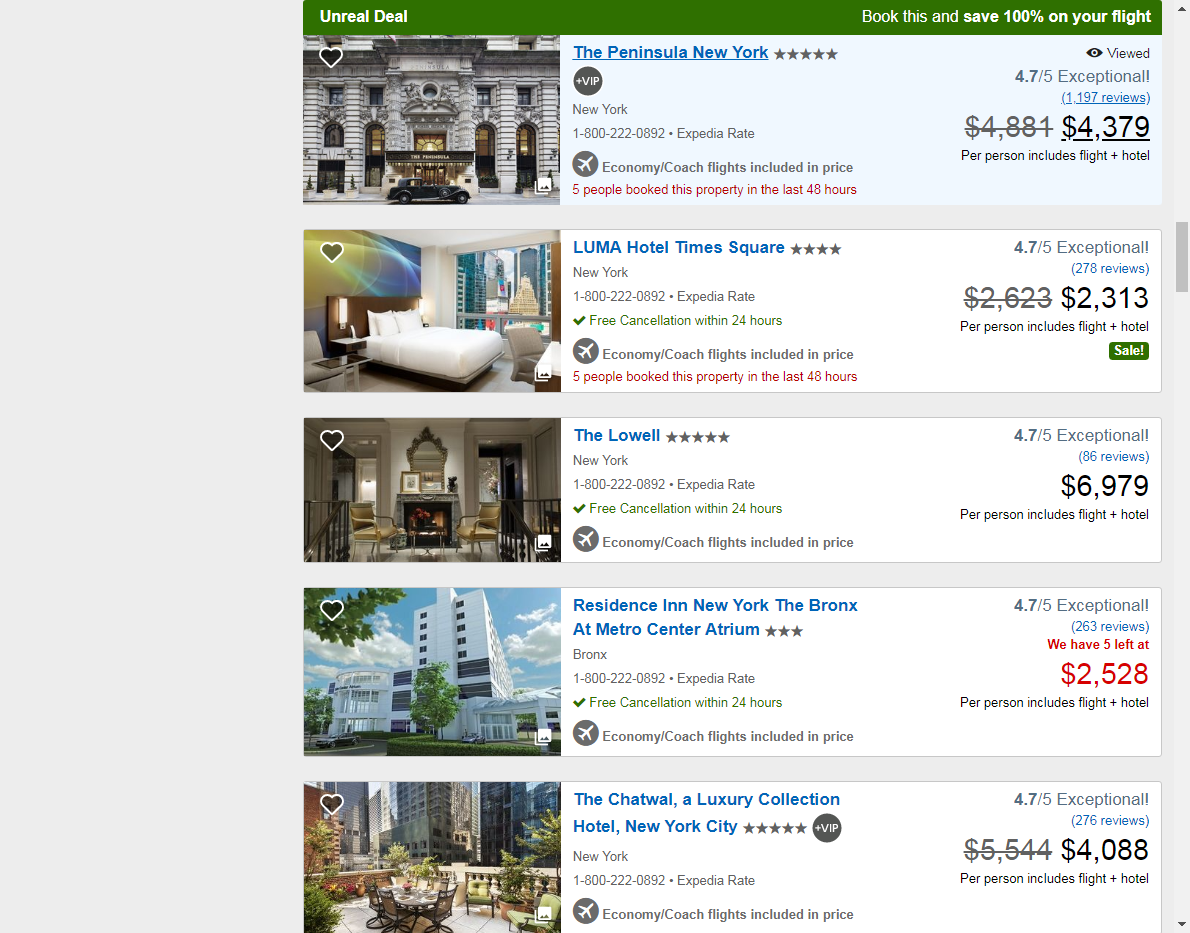 Unreal Deal
Book this and save 100% on your flight
The Peninsula New York
+VIP
New York
1-800-222-0892 • Expedia Rate
Economy/Coach flights included in price
5 people booked this property in the last 48 hours
Viewed
4.7/5 Exceptional!
(1,197 reviews)
$4,881 $4,379
Per person includes flight + hotel
THE PENINSULA
LUMA Hotel Times Square
New York
1-800-222-0892 • Expedia Rate
Free Cancellation within 24 hours
Economy/Coach flights included in price
5 people booked this property in the last 48 hours
4.7/5 Exceptional!
(278 reviews)
$2,623 $2,313
Per person includes flight + hotel
Sale!
The Lowell
New York
1-800-222-0892 • Expedia Rate
Free Cancellation within 24 hours
Economy/Coach flights included in price
4.7/5 Exceptional!
(86 reviews)
$6,979
Per person includes flight + hotel
Residence Inn New York The Bronx
At Metro Center Atrium
Bronx
1-800-222-0892 • Expedia Rate
Free Cancellation within 24 hours
Economy/Coach flights included in price
4.7/5 Exceptional!
(263 reviews)
We have 5 left at
$2,528
Per person includes flight + hotel
The Chatwal, a Luxury Collection
Hotel, New York City
+VIP
New York
1-800-222-0892 • Expedia Rate
Economy/Coach flights included in price
4.7/5 Exceptional!
(276 reviews)
$5,544 $4,088
Per person includes flight + hotel